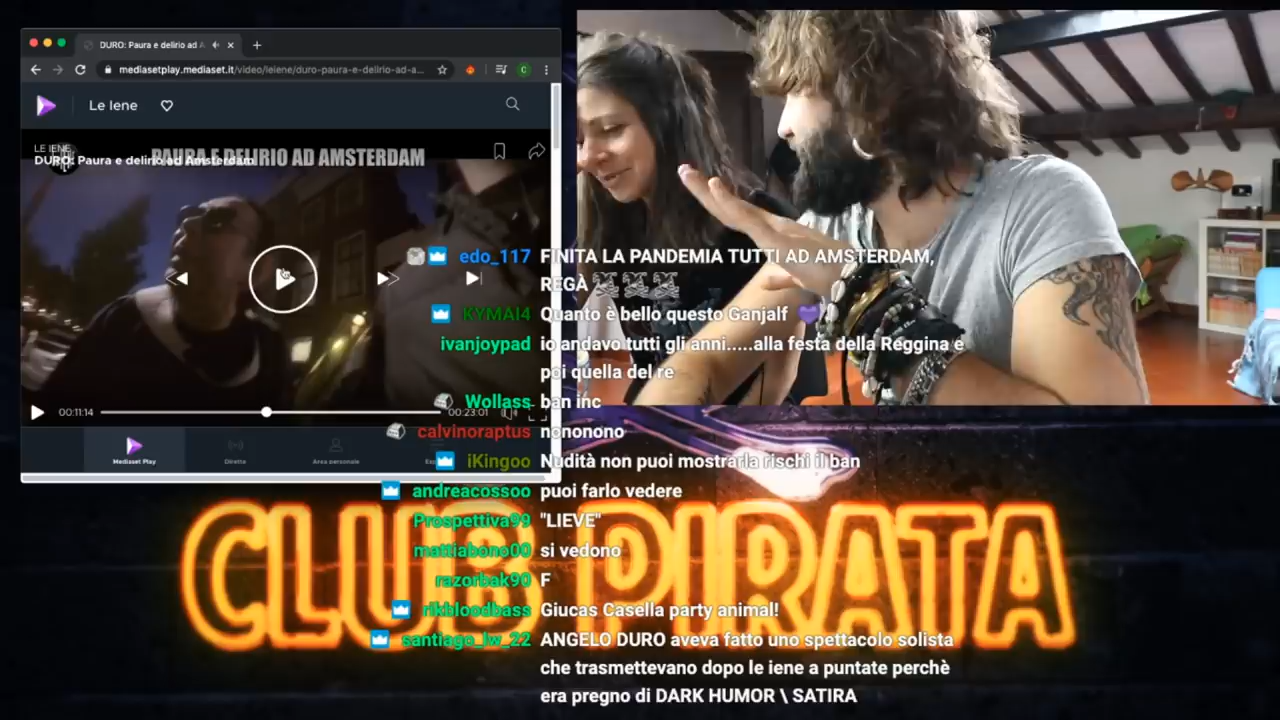 DURO: Paura e delirio ad A
mediasetplay.mediaset.it/video/leiene/duro-paura-e-delirio-ad-a...
Le Iene
LE IENE
PAURA E DELIRIO AD AMSTERDAM
DURO: Paura e delirio ad Amsterdam
00:11:14
00:23:01
Mediaset Play
Diretta
Area personale
edo_117 FINITA LA PANDEMIA TUTTI AD AMSTERDAM,
REGÀ
KYMAI4 Quanto è bello questo Ganjalf
ivanjoypad io andavo tutti gli anni.....alla festa della Reggina e
poi quella del re
Wollass ban inc
calvinoraptus nononono
iKingoo Nudità non puoi mostrarla rischi il ban
andreacossoo puoi farlo vedere
Prospettiva99 "LIEVE"
mattiabono00 si vedono
razorbak90 F
rikbloodbass Giucas Casella party animal!
santiago_lw_22 ANGELO DURO aveva fatto uno spettacolo solista
che trasmettevano dopo le iene a puntate perchè
era pregno di DARK HUMOR \ SATIRA
CLUB PIRATA